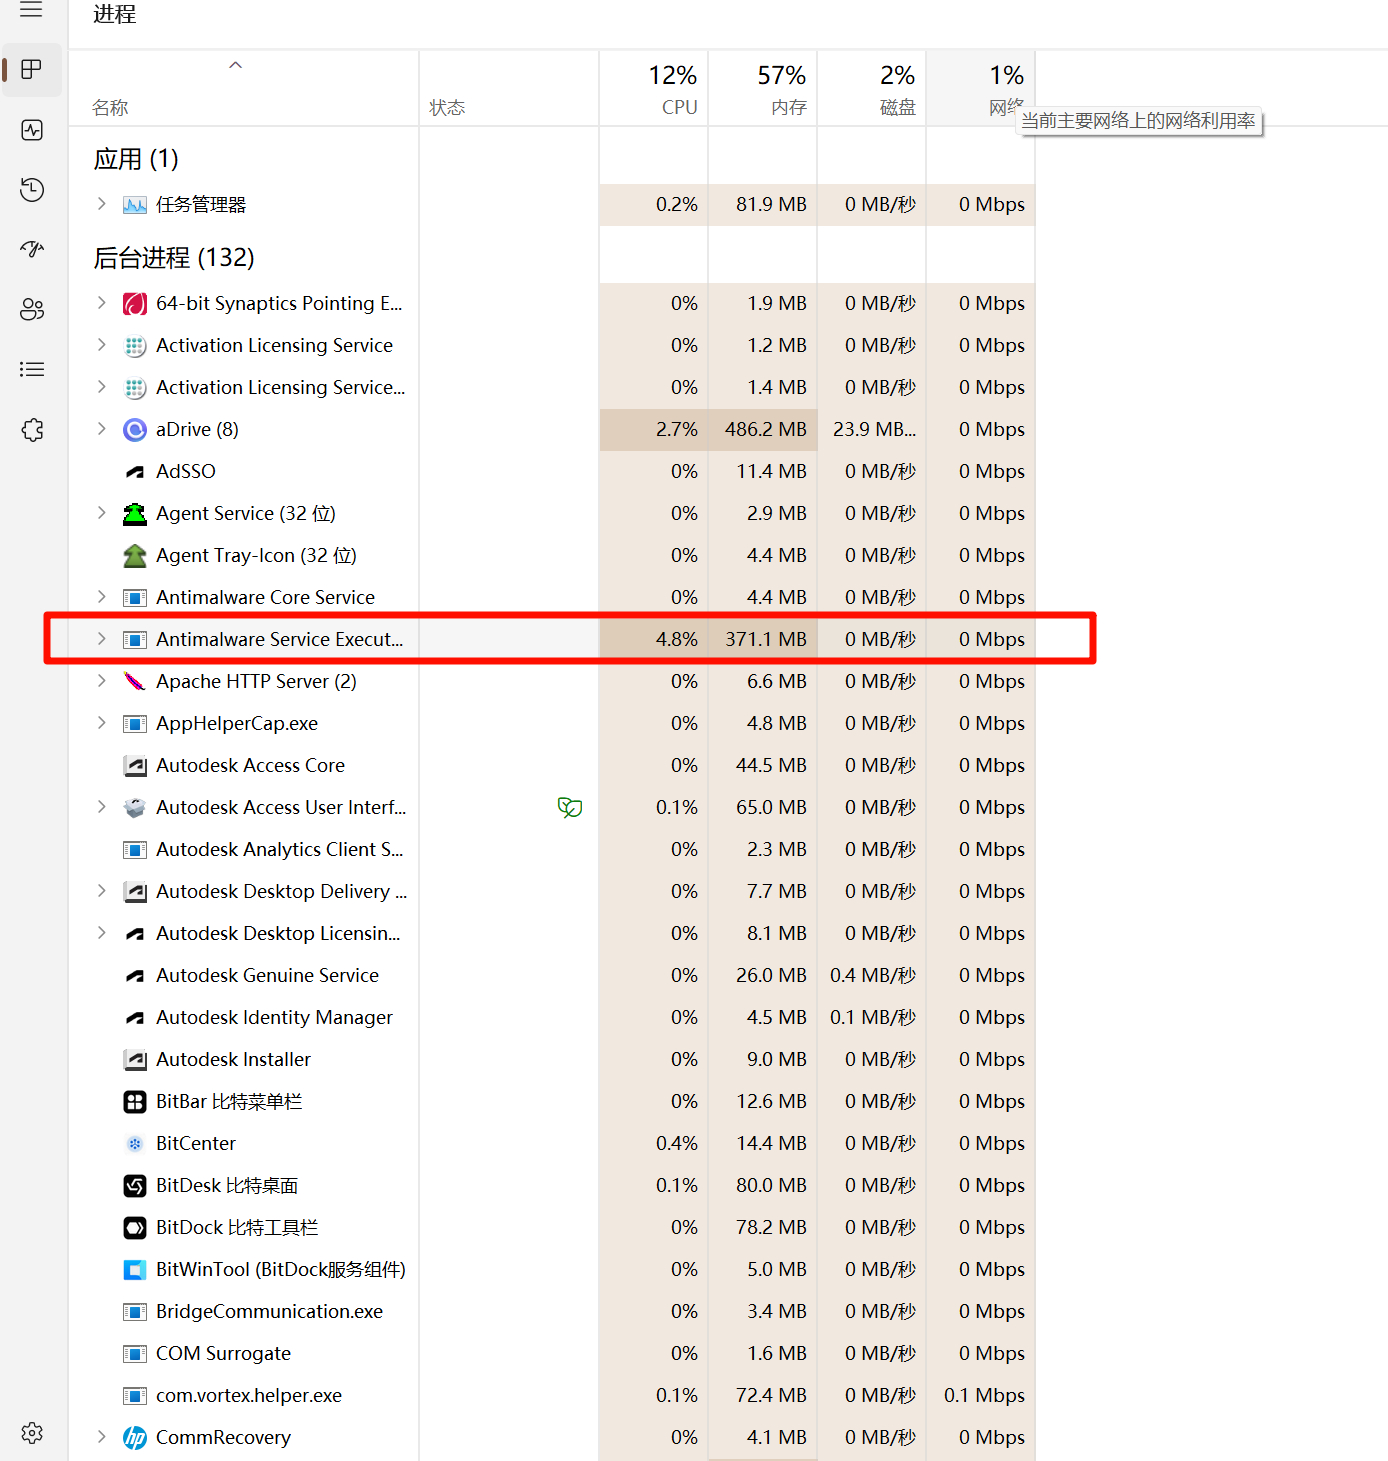 进程
12% 57% 2% 1%
名称 状态 CPU 内存 磁盘 网络
当前主要网络上的网络利用率
应用 (1)
任务管理器 0.2% 81.9 MB 0 MB/秒 0 Mbps
后台进程 (132)
64-bit Synaptics Pointing E... 0% 1.9 MB 0 MB/秒 0 Mbps
Activation Licensing Service 0% 1.2 MB 0 MB/秒 0 Mbps
Activation Licensing Service... 0% 1.4 MB 0 MB/秒 0 Mbps
aDrive (8) 2.7% 486.2 MB 23.9 MB... 0 Mbps
AdSSO 0% 11.4 MB 0 MB/秒 0 Mbps
Agent Service (32 位) 0% 2.9 MB 0 MB/秒 0 Mbps
Agent Tray-Icon (32 位) 0% 4.4 MB 0 MB/秒 0 Mbps
Antimalware Core Service 0% 4.4 MB 0 MB/秒 0 Mbps
Antimalware Service Execut... 4.8% 371.1 MB 0 MB/秒 0 Mbps
Apache HTTP Server (2) 0% 6.6 MB 0 MB/秒 0 Mbps
AppHelperCap.exe 0% 4.8 MB 0 MB/秒 0 Mbps
Autodesk Access Core 0% 44.5 MB 0 MB/秒 0 Mbps
Autodesk Access User Interf... 0.1% 65.0 MB 0 MB/秒 0 Mbps
Autodesk Analytics Client S... 0% 2.3 MB 0 MB/秒 0 Mbps
Autodesk Desktop Delivery ... 0% 7.7 MB 0 MB/秒 0 Mbps
Autodesk Desktop Licensin... 0% 8.1 MB 0 MB/秒 0 Mbps
Autodesk Genuine Service 0% 26.0 MB 0.4 MB/秒 0 Mbps
Autodesk Identity Manager 0% 4.5 MB 0.1 MB/秒 0 Mbps
Autodesk Installer 0% 9.0 MB 0 MB/秒 0 Mbps
BitBar 比特菜单栏 0% 12.6 MB 0 MB/秒 0 Mbps
BitCenter 0.4% 14.4 MB 0 MB/秒 0 Mbps
BitDesk 比特桌面 0.1% 80.0 MB 0 MB/秒 0 Mbps
BitDock 比特工具栏 0% 78.2 MB 0 MB/秒 0 Mbps
BitWinTool (BitDock服务组件) 0% 5.0 MB 0 MB/秒 0 Mbps
BridgeCommunication.exe 0% 3.4 MB 0 MB/秒 0 Mbps
COM Surrogate 0% 1.6 MB 0 MB/秒 0 Mbps
com.vortex.helper.exe 0.1% 72.4 MB 0 MB/秒 0.1 Mbps
hp CommRecovery 0% 4.1 MB 0 MB/秒 0 Mbps